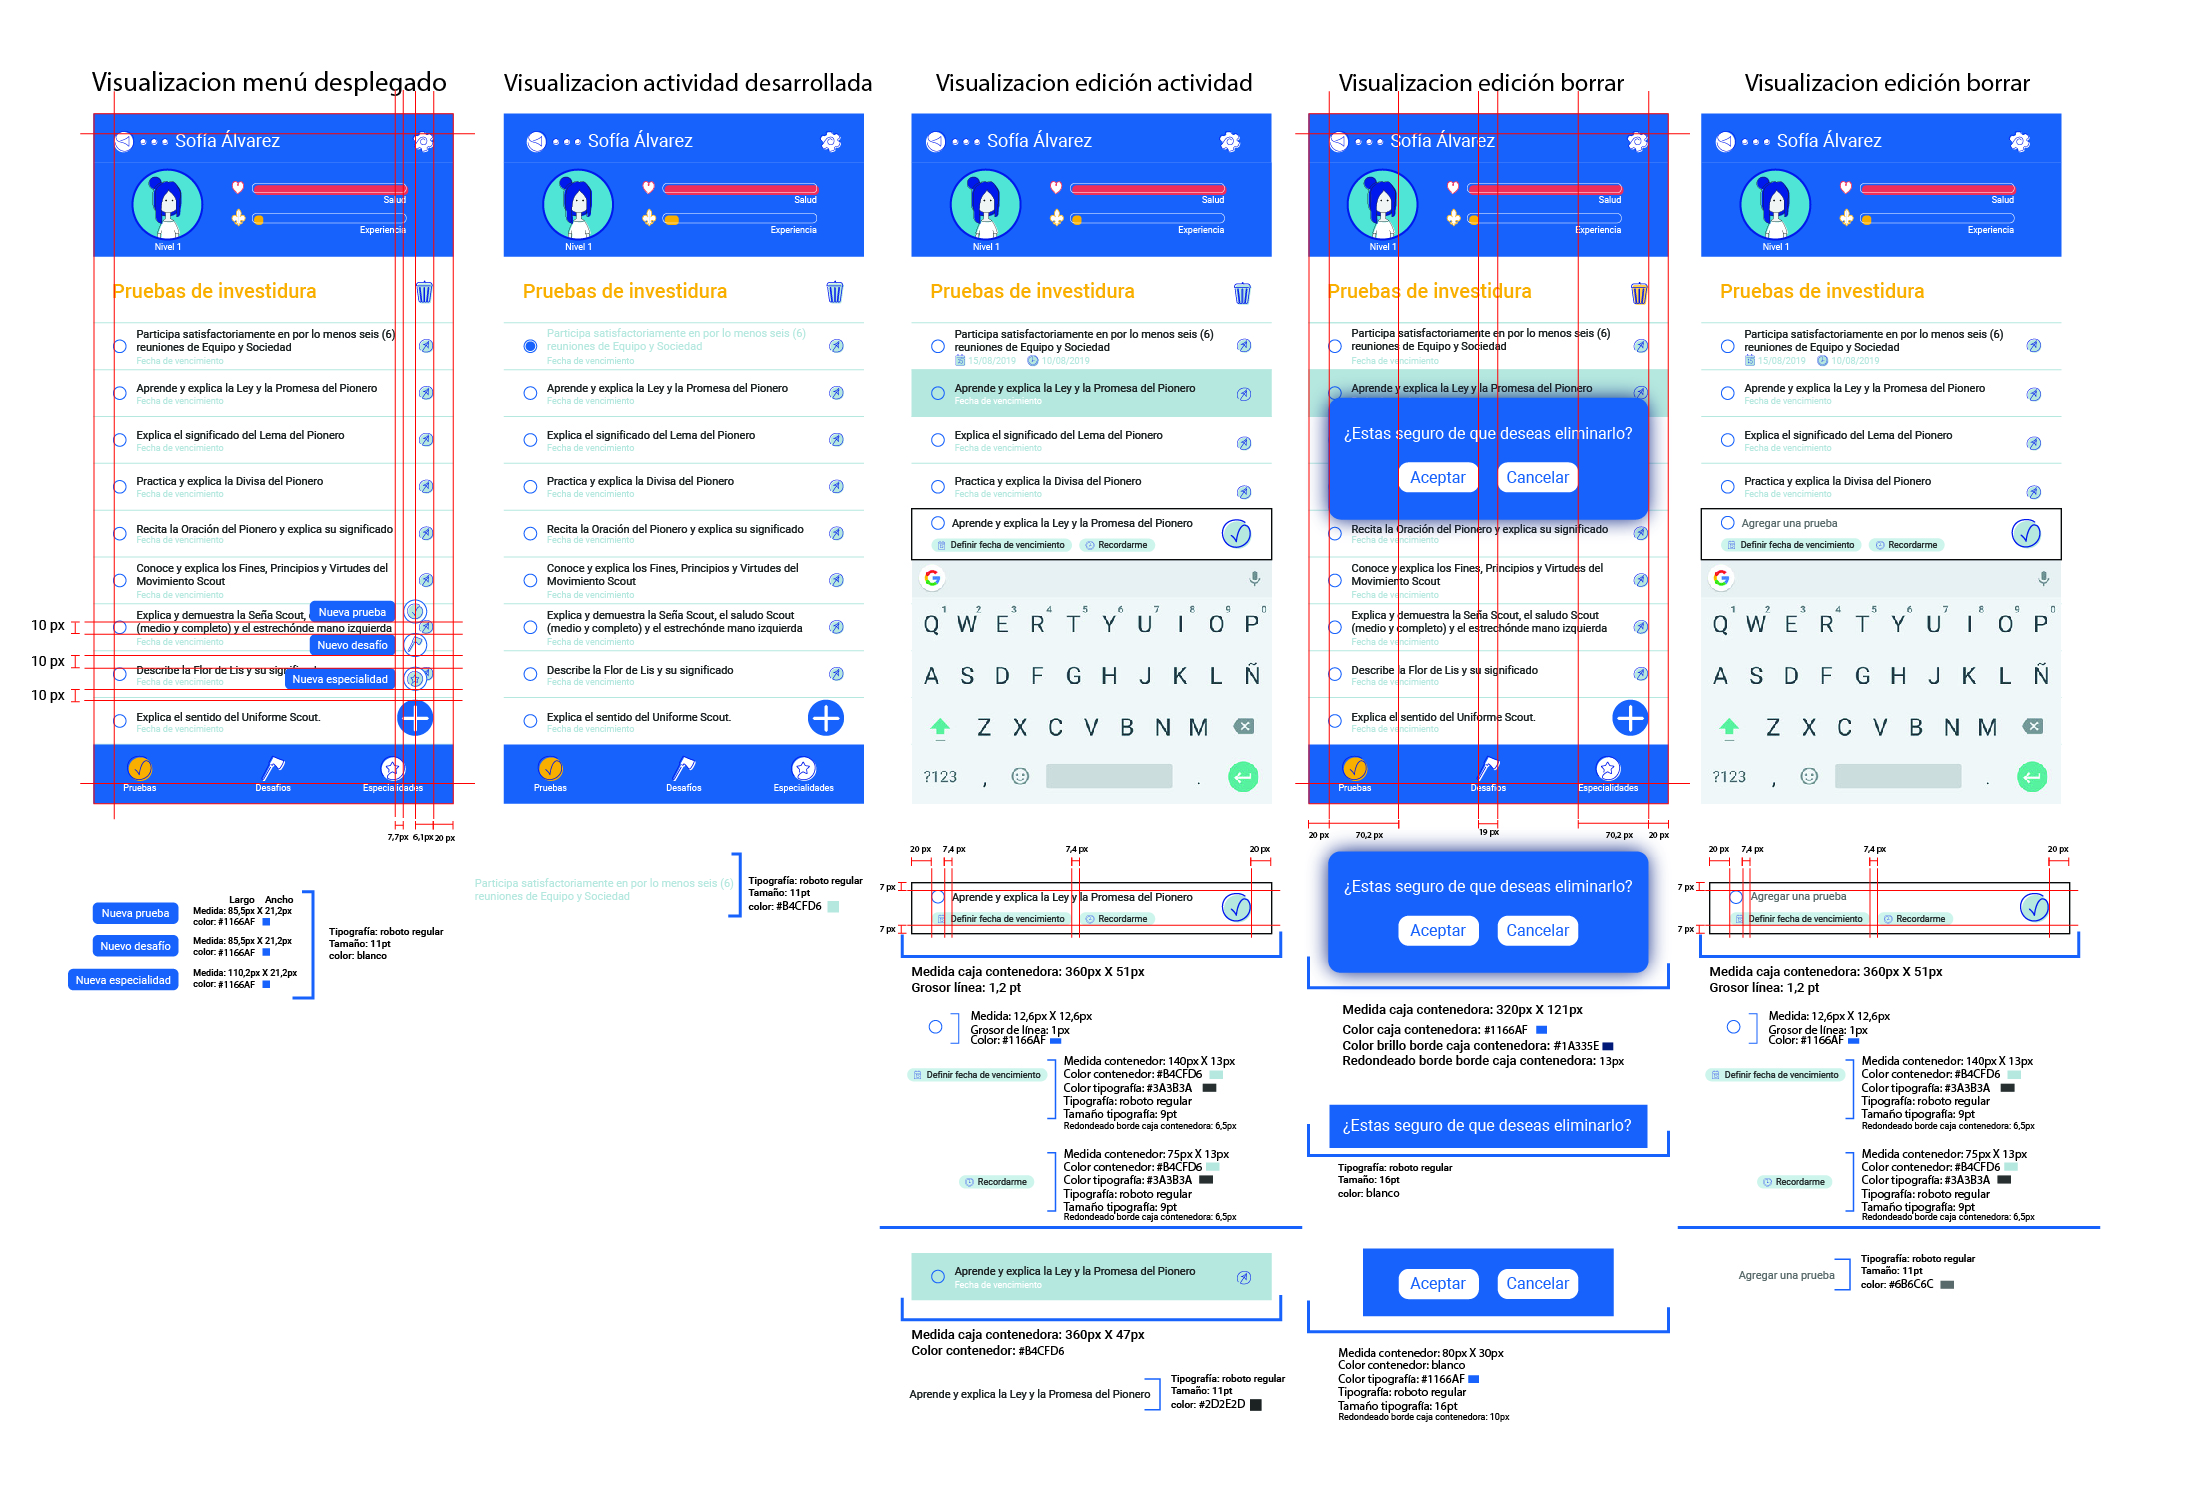 Visualizacion menú desplegado
Sofía Álvarez
Salud
Experiencia
Nivel 1
Pruebas de investidura
Participa satisfactoriamente en por lo menos seis (6)
reuniones de Equipo y Sociedad
Fecha de vencimiento
Aprende y explica la Ley y la Promesa del Pionero
Fecha de vencimiento
Explica el significado del Lema del Pionero
Fecha de vencimiento
Practica y explica la Divisa del Pionero
Fecha de vencimiento
Recita la Oración del Pionero y explica su significado
Fecha de vencimiento
Conoce y explica los Fines, Principios y Virtudes del
Movimiento Scout
Fecha de vencimiento
Explica y demuestra la Seña Scout,
Nueva prueba
(medio y completo) y el estrechónde mano izquierda
Fecha de vencimiento
Nuevo desafío
Describe la Flor de Lis y su
Fecha de vencimiento
Nueva especialidad
Explica el sentido del Uniforme Scout.
Fecha de vencimiento
Pruebas
Desafíos
Especialidades
10 px
10 px
10 px
7,7px 6,1px 20 px
Largo Ancho
Nueva prueba
Medida: 85,5px X 21,2px
color: #1166AF
Nuevo desafío
Medida: 85,5px X 21,2px
color: #1166AF
Nueva especialidad
Medida: 110,2px X 21,2px
color: #1166AF
Tipografía: roboto regular
Tamaño: 11pt
color: blanco
Visualizacion actividad desarrollada
Sofía Álvarez
Salud
Experiencia
Nivel 1
Pruebas de investidura
Participa satisfactoriamente en por lo menos seis (6)
reuniones de Equipo y Sociedad
Fecha de vencimiento
Aprende y explica la Ley y la Promesa del Pionero
Fecha de vencimiento
Explica el significado del Lema del Pionero
Fecha de vencimiento
Practica y explica la Divisa del Pionero
Fecha de vencimiento
Recita la Oración del Pionero y explica su significado
Fecha de vencimiento
Conoce y explica los Fines, Principios y Virtudes del
Movimiento Scout
Fecha de vencimiento
Explica y demuestra la Seña Scout, el saludo Scout
(medio y completo) y el estrechónde mano izquierda
Fecha de vencimiento
Describe la Flor de Lis y su significado
Fecha de vencimiento
Explica el sentido del Uniforme Scout.
Fecha de vencimiento
Pruebas
Desafíos
Especialidades
Participa satisfactoriamente en por lo menos seis (6)
reuniones de Equipo y Sociedad
Tipografía: roboto regular
Tamaño: 11pt
color: #B4CFD6
Visualizacion edición actividad
Sofía Álvarez
Salud
Experiencia
Nivel 1
Pruebas de investidura
Participa satisfactoriamente en por lo menos seis (6)
reuniones de Equipo y Sociedad
15/08/2019 10/08/2019
Aprende y explica la Ley y la Promesa del Pionero
Fecha de vencimiento
Explica el significado del Lema del Pionero
Fecha de vencimiento
Practica y explica la Divisa del Pionero
Fecha de vencimiento
Aprende y explica la Ley y la Promesa del Pionero
Definir fecha de vencimiento Recordarme
G
1 2 3 4 5 6 7 8 9 0
Q W E R T Y U I O P
A S D F G H J K L Ñ
Z X C V B N M
?123 , .
20 px 7,4 px 7,4 px 20 px
7 px
Aprende y explica la Ley y la Promesa del Pionero
Definir fecha de vencimiento Recordarme
7 px
Medida caja contenedora: 360px X 51px
Grosor línea: 1,2 pt
Medida: 12,6px X 12,6px
Grosor de línea: 1px
Color: #1166AF
Definir fecha de vencimiento
Medida contenedor: 140px X 13px
Color contenedor: #B4CFD6
Color tipografía: #3A3B3A
Tipografía: roboto regular
Tamaño tipografía: 9pt
Redondeado borde caja contenedora: 6,5px
Recordarme
Medida contenedor: 75px X 13px
Color contenedor: #B4CFD6
Color tipografía: #3A3B3A
Tipografía: roboto regular
Tamaño tipografía: 9pt
Redondeado borde caja contenedora: 6,5px
Aprende y explica la Ley y la Promesa del Pionero
Fecha de vencimiento
Medida caja contenedora: 360px X 47px
Color contenedor: #B4CFD6
Aprende y explica la Ley y la Promesa del Pionero
Tipografía: roboto regular
Tamaño: 11pt
color: #2D2E2D
Visualizacion edición borrar
Sofía Álvarez
Salud
Experiencia
Nivel 1
Pruebas de investidura
Participa satisfactoriamente en por lo menos seis (6)
reuniones de Equipo y Sociedad
Fecha de vencimiento
Aprende y explica la Ley y la Promesa del Pionero
¿Estas seguro de que deseas eliminarlo?
Aceptar Cancelar
Recita la Oración del Pionero y explica su significado
Fecha de vencimiento
Conoce y explica los Fines, Principios y Virtudes del
Movimiento Scout
Fecha de vencimiento
Explica y demuestra la Seña Scout, el saludo Scout
(medio y completo) y el estrechónde mano izquierda
Fecha de vencimiento
Describe la Flor de Lis y su significado
Fecha de vencimiento
Explica el sentido del Uniforme Scout.
Fecha de vencimiento
Pruebas
Desafíos
Especialidades
20 px 70,2 px 19 px 70,2 px 20 px
¿Estas seguro de que deseas eliminarlo?
Aceptar Cancelar
Medida caja contenedora: 320px X 121px
Color caja contenedora: #1166AF
Color brillo borde caja contenedora: #1A335E
Redondeado borde borde caja contenedora: 13px
¿Estas seguro de que deseas eliminarlo?
Tipografía: roboto regular
Tamaño: 16pt
color: blanco
Aceptar Cancelar
Medida contenedor: 80px X 30px
Color contenedor: blanco
Color tipografía: #1166AF
Tipografía: roboto regular
Tamaño tipografía: 16pt
Redondeado borde caja contenedora: 10px
Visualizacion edición borrar
Sofía Álvarez
Salud
Experiencia
Nivel 1
Pruebas de investidura
Participa satisfactoriamente en por lo menos seis (6)
reuniones de Equipo y Sociedad
15/08/2019 10/08/2019
Aprende y explica la Ley y la Promesa del Pionero
Fecha de vencimiento
Explica el significado del Lema del Pionero
Fecha de vencimiento
Practica y explica la Divisa del Pionero
Fecha de vencimiento
Agregar una prueba
Definir fecha de vencimiento Recordarme
G
1 2 3 4 5 6 7 8 9 0
Q W E R T Y U I O P
A S D F G H J K L Ñ
Z X C V B N M
?123 , .
20 px 7,4 px 7,4 px 20 px
7 px
Agregar una prueba
Definir fecha de vencimiento Recordarme
7 px
Medida caja contenedora: 360px X 51px
Grosor línea: 1,2 pt
Medida: 12,6px X 12,6px
Grosor de línea: 1px
Color: #1166AF
Definir fecha de vencimiento
Medida contenedor: 140px X 13px
Color contenedor: #B4CFD6
Color tipografía: #3A3B3A
Tipografía: roboto regular
Tamaño tipografía: 9pt
Redondeado borde caja contenedora: 6,5px
Recordarme
Medida contenedor: 75px X 13px
Color contenedor: #B4CFD6
Color tipografía: #3A3B3A
Tipografía: roboto regular
Tamaño tipografía: 9pt
Redondeado borde caja contenedora: 6,5px
Agregar una prueba
Tipografía: roboto regular
Tamaño: 11pt
color: #6B6C6C